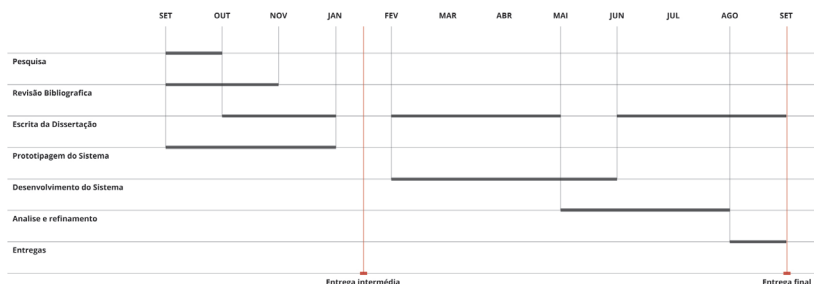 SET OUT NOV JAN FEV MAR ABR MAI JUN JUL AGO SET
Pesquisa
Revisão Bibliografica
Escrita da Dissertação
Prototipagem do Sistema
Desenvolvimento do Sistema
Analise e refinamento
Entregas
Entrega intermédia Entrega final